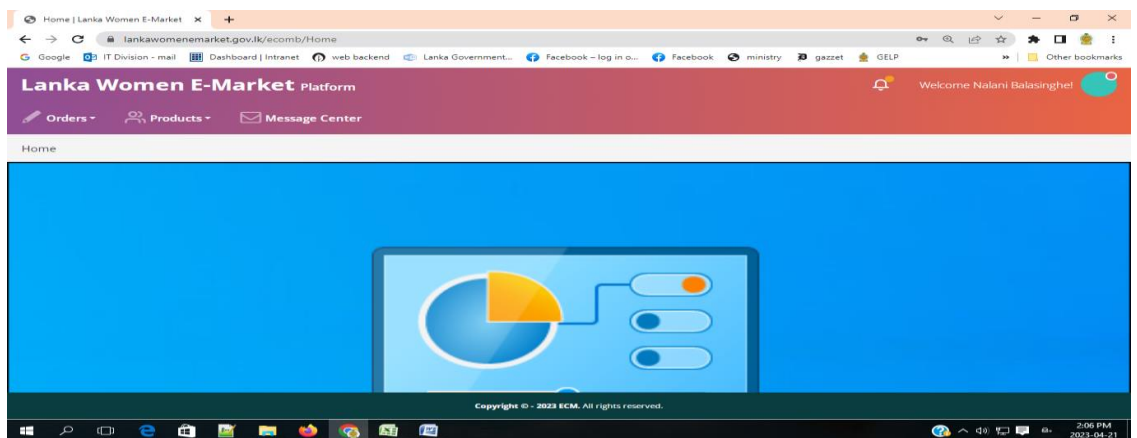 Home | Lanka Women E-Market
lankawomenemarket.gov.lk/ecomb/Home
Google IT Division - mail Dashboard | Intranet web backend Lanka Government... Facebook – log in o... Facebook ministry gazzet GELP Other bookmarks
Lanka Women E-Market Platform Welcome Nalani Balasinghe!
Orders Products Message Center
Home
Copyright © - 2023 ECM. All rights reserved.
2:06 PM
2023-04-21